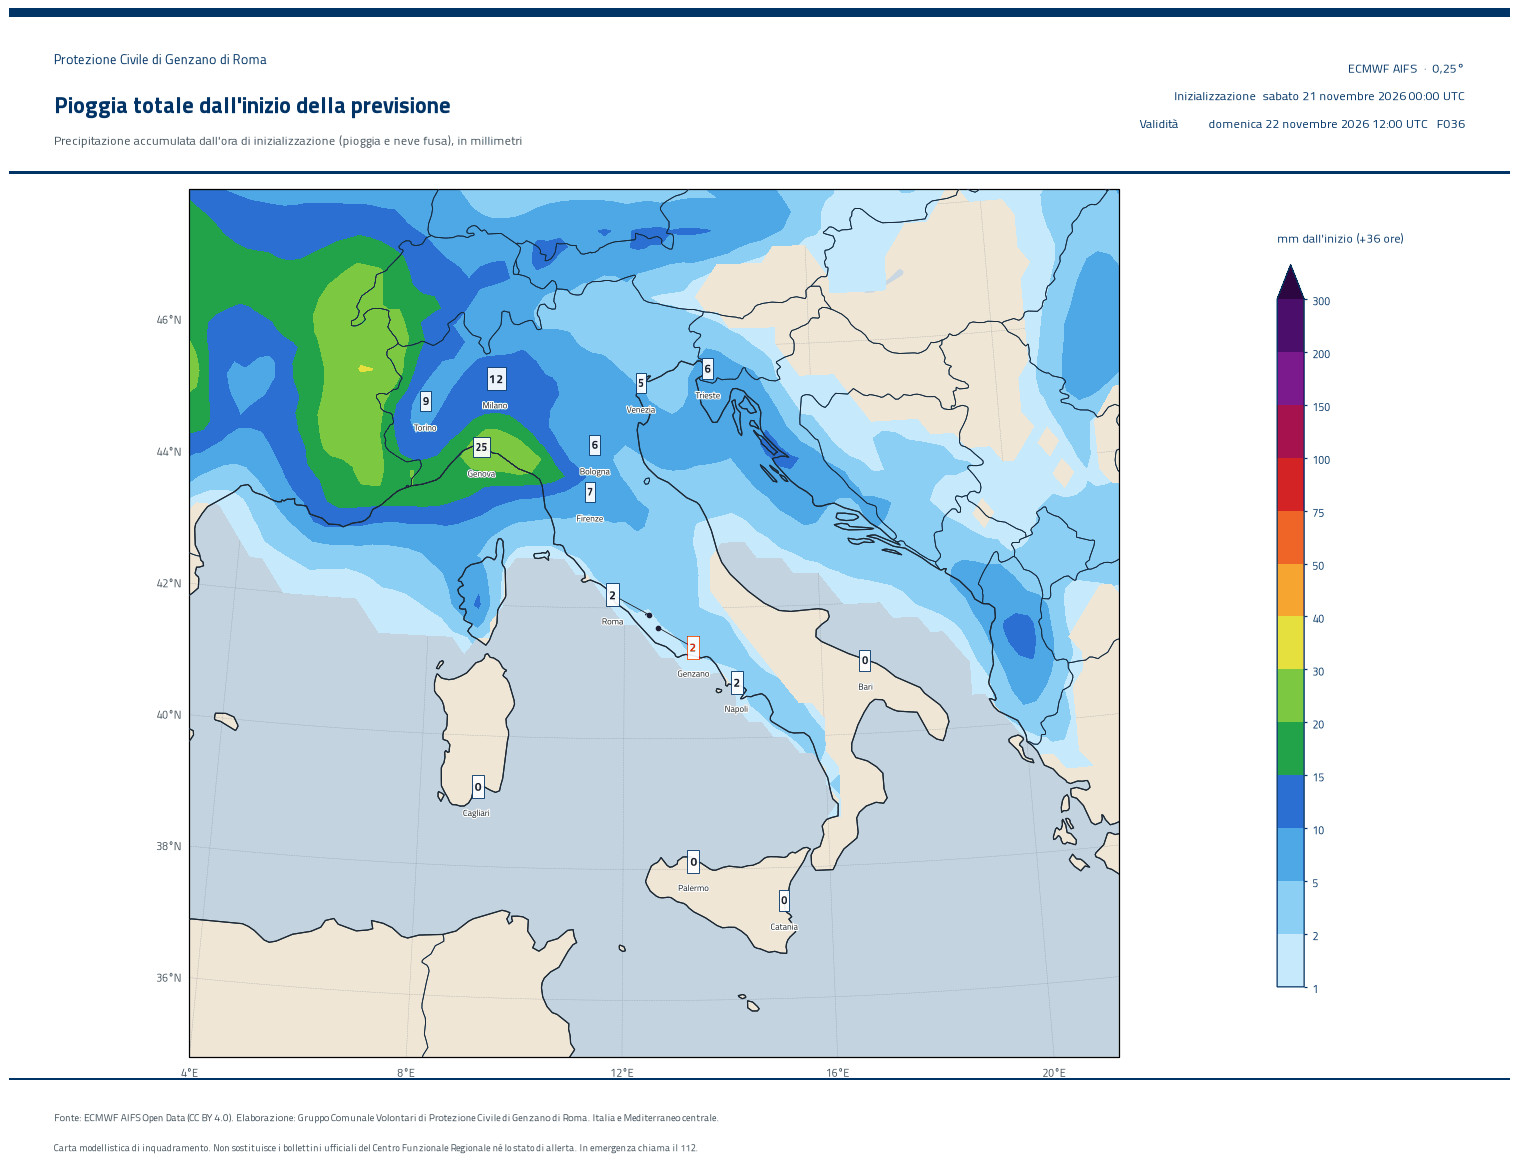 Protezione Civile di Genzano di Roma
Pioggia totale dall'inizio della previsione
Precipitazione accumulata dall'ora di inizializzazione (pioggia e neve fusa), in millimetri
ECMWF AIFS · 0,25°
Inizializzazione sabato 21 novembre 2026 00:00 UTC
Validità domenica 22 novembre 2026 12:00 UTC F036
mm dall'inizio (+36 ore)
300
200
150
100
75
50
40
30
20
15
10
5
2
1
46°N
44°N
42°N
40°N
38°N
36°N
4°E
8°E
12°E
16°E
20°E
12
Milano
9
Torino
25
Genova
5
Venezia
6
Trieste
6
Bologna
7
Firenze
2
Roma
2
Genzano
2
Napoli
0
Bari
0
Cagliari
0
Palermo
0
Catania
Fonte: ECMWF AIFS Open Data (CC BY 4.0). Elaborazione: Gruppo Comunale Volontari di Protezione Civile di Genzano di Roma. Italia e Mediterraneo centrale.
Carta modellistica di inquadramento. Non sostituisce i bollettini ufficiali del Centro Funzionale Regionale né lo stato di allerta. In emergenza chiama il 112.